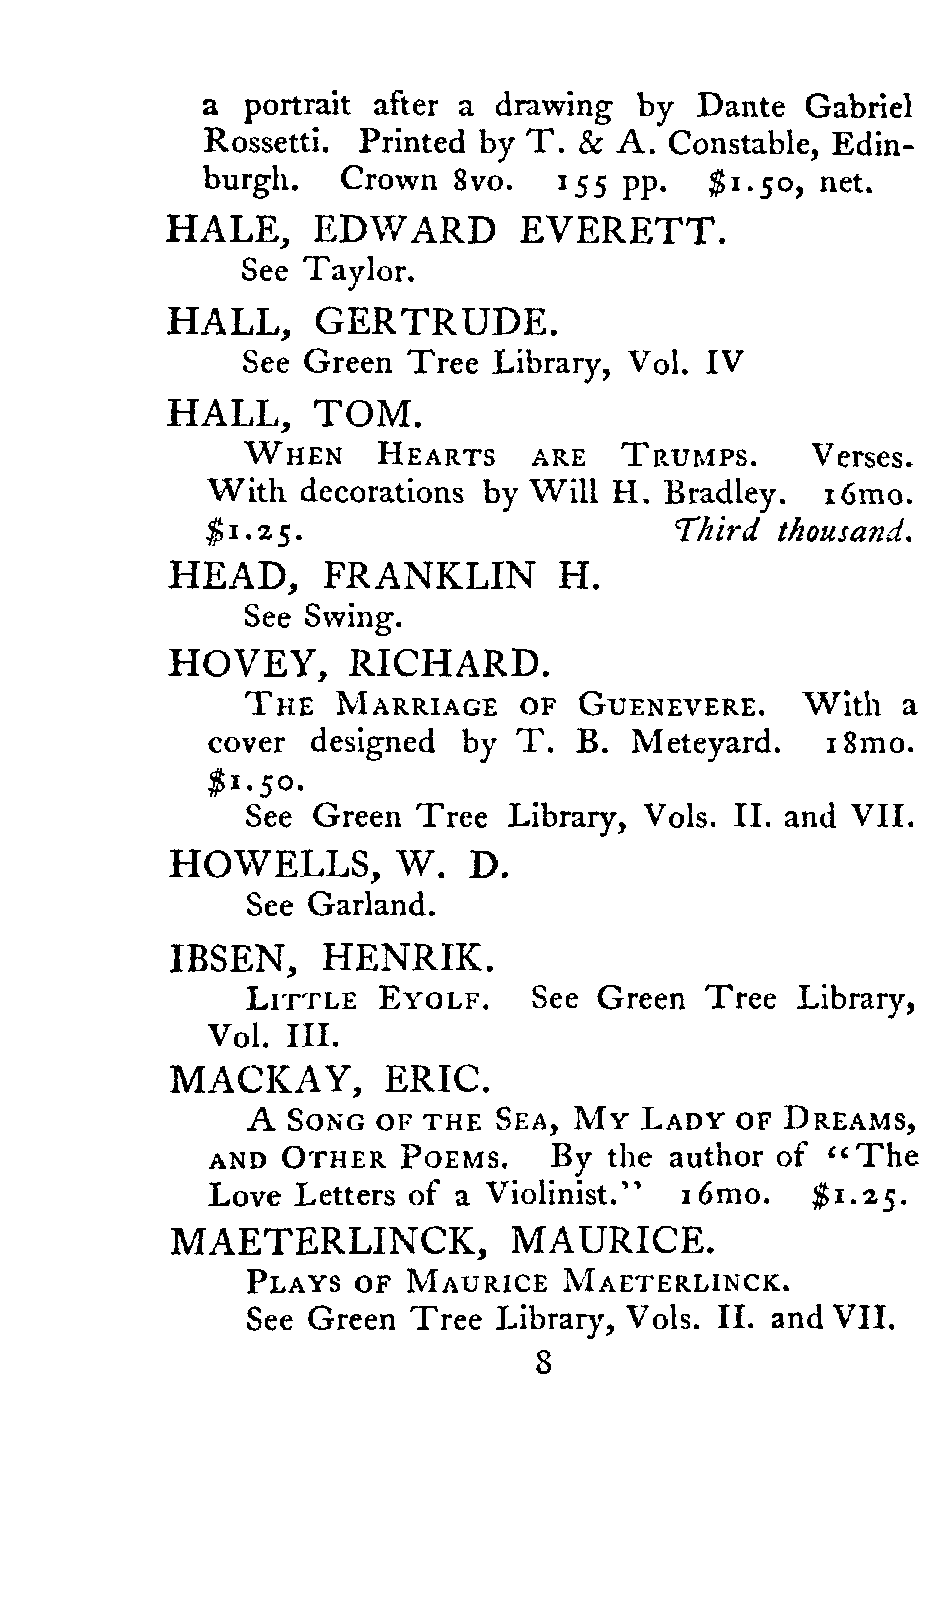 a portrait after a drawing by Dante Gabriel
Rossetti. Printed by T. & A. Constable, Edin-
burgh. Crown 8vo. 155 pp. $1.50, net.
HALE, EDWARD EVERETT.
See Taylor.
HALL, GERTRUDE.
See Green Tree Library, Vol. IV
HALL, TOM.
WHEN HEARTS ARE TRUMPS. Verses.
With decorations by Will H. Bradley. 16mo.
$1.25. Third thousand.
HEAD, FRANKLIN H.
See Swing.
HOVEY, RICHARD.
THE MARRIAGE OF GUENEVERE. With a
cover designed by T. B. Meteyard. 18mo.
$1.50.
See Green Tree Library, Vols. II. and VII.
HOWELLS, W. D.
See Garland.
IBSEN, HENRIK.
LITTLE EYOLF. See Green Tree Library,
Vol. III.
MACKAY, ERIC.
A SONG OF THE SEA, MY LADY OF DREAMS,
AND OTHER POEMS. By the author of “The
Love Letters of a Violinist.” 16mo. $1.25.
MAETERLINCK, MAURICE.
PLAYS OF MAURICE MAETERLINCK.
See Green Tree Library, Vols. II. and VII.
8